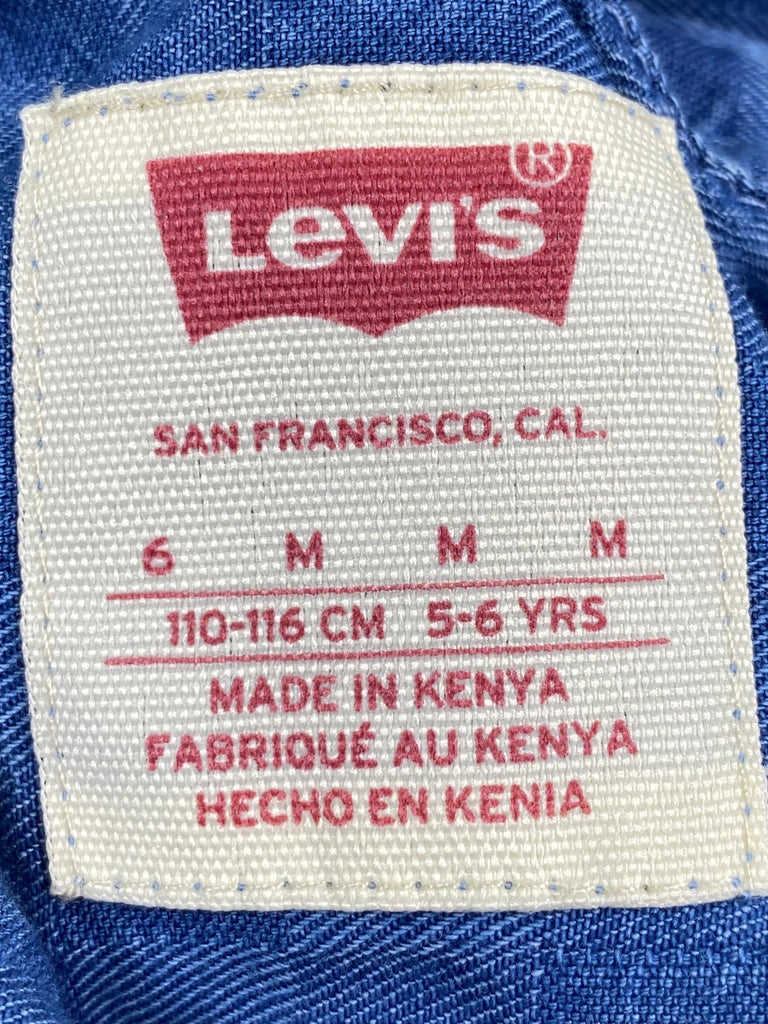 LEVI'S ®
SAN FRANCISCO, CAL.
6 M M M
110-116 CM 5-6 YRS
MADE IN KENYA
FABRIQUÉ AU KENYA
HECHO EN KENIA